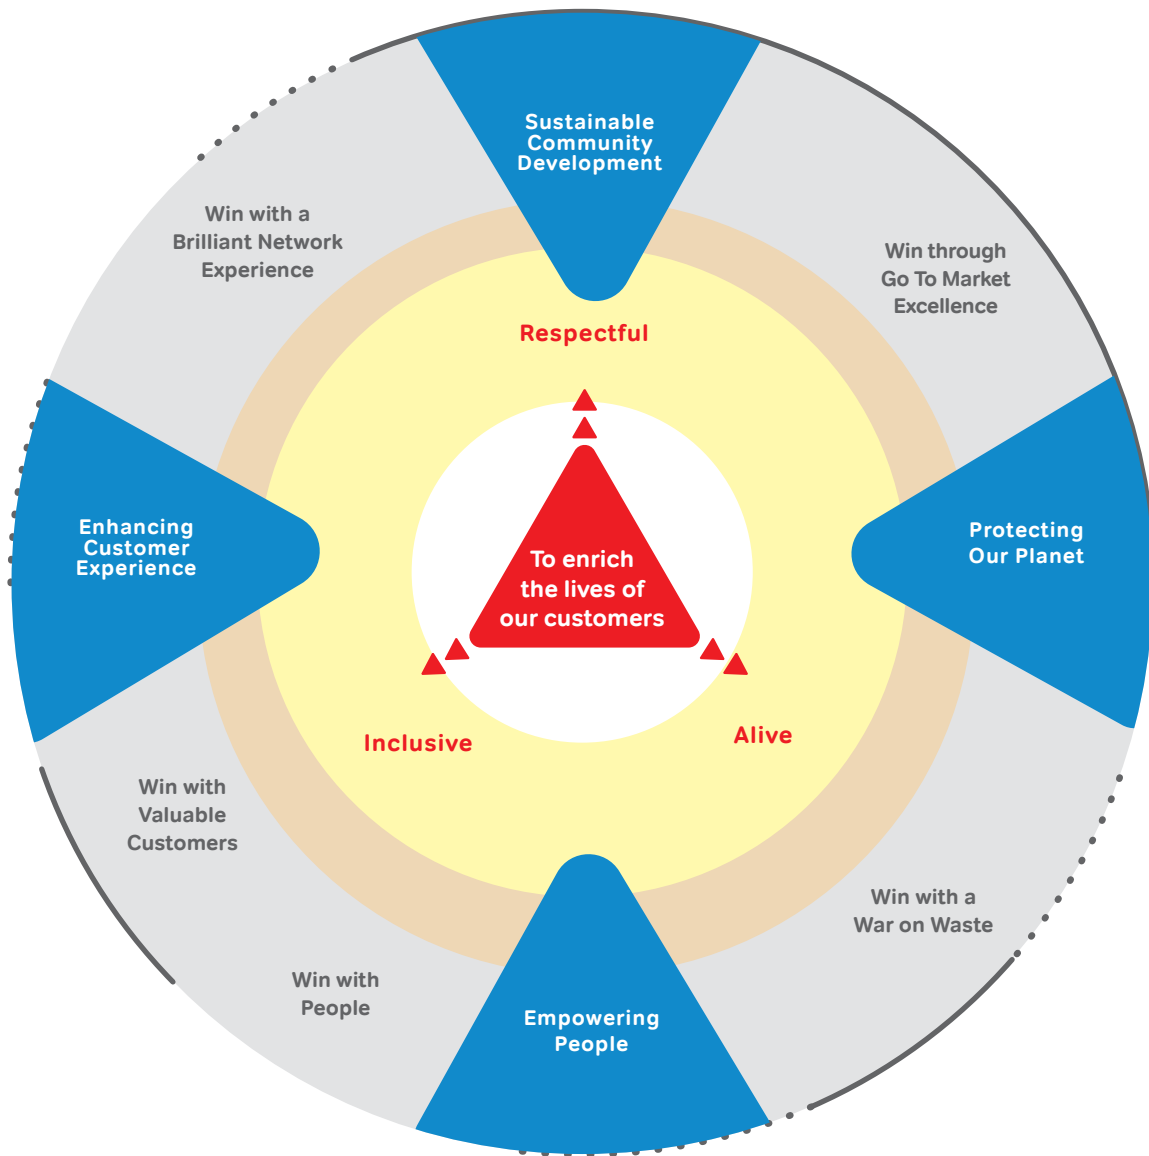 Sustainable
Community
Development
Win with a
Brilliant Network
Experience
Win through
Go To Market
Excellence
Respectful
Enhancing
Customer
Experience
To enrich
the lives of
our customers
Protecting
Our Planet
Inclusive
Alive
Win with
Valuable
Customers
Win with a
War on Waste
Win with
People
Empowering
People